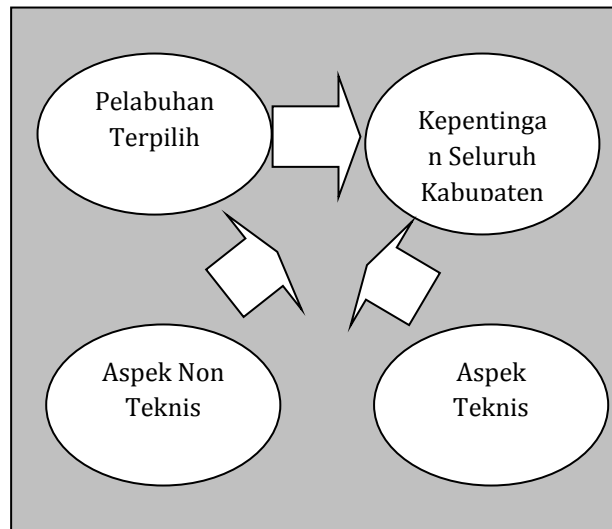 Pelabuhan
Terpilih
Kepentinga
n Seluruh
Kabupaten
Aspek Non
Teknis
Aspek
Teknis